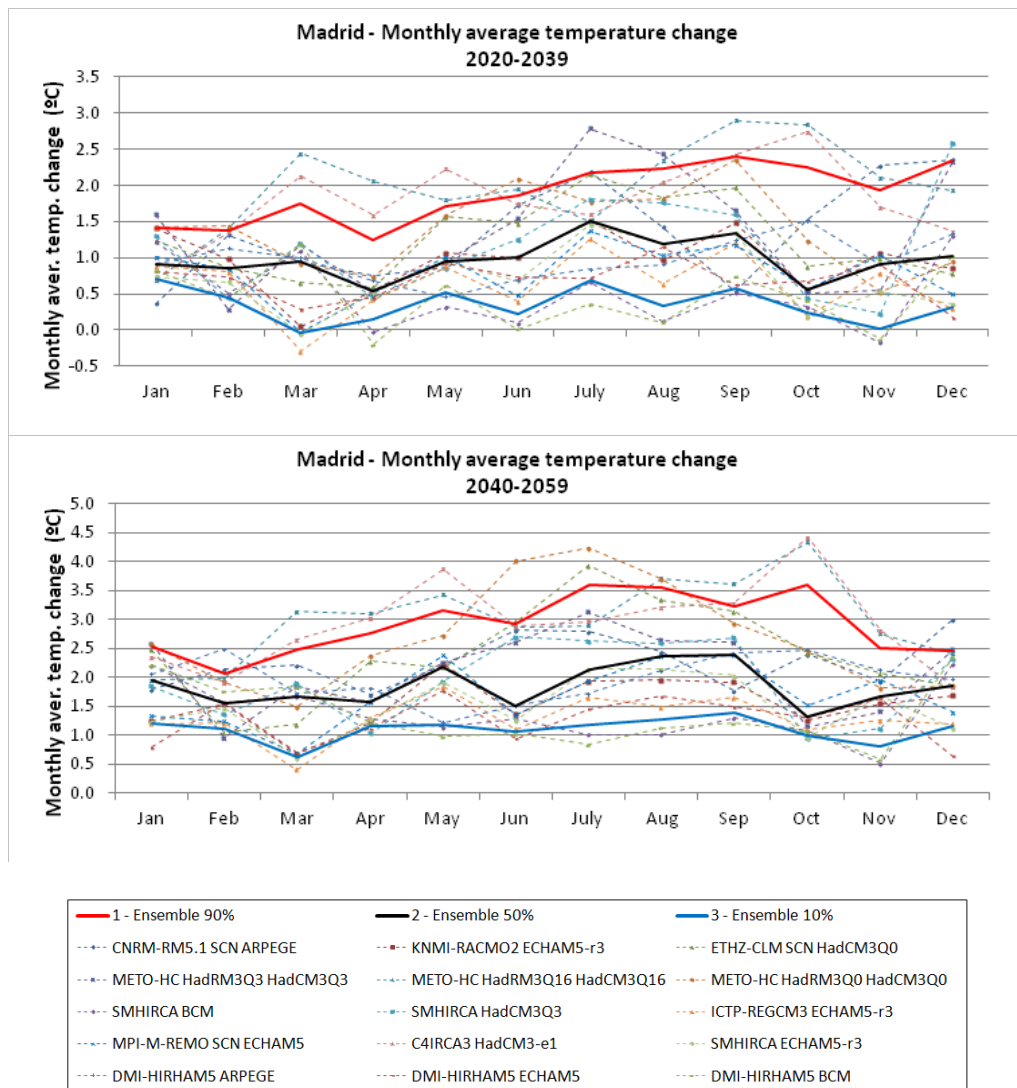 Madrid - Monthly average temperature change
2020-2039
Monthly aver. temp. change (ºC)
3.5
3.0
2.5
2.0
1.5
1.0
0.5
0.0
-0.5
Jan Feb Mar Apr May Jun July Aug Sep Oct Nov Dec
Madrid - Monthly average temperature change
2040-2059
Monthly aver. temp. change (ºC)
5.0
4.5
4.0
3.5
3.0
2.5
2.0
1.5
1.0
0.5
0.0
Jan Feb Mar Apr May Jun July Aug Sep Oct Nov Dec
1 - Ensemble 90% 2 - Ensemble 50% 3 - Ensemble 10%
CNRM-RM5.1 SCN ARPEGE KNMI-RACMO2 ECHAM5-r3 ETHZ-CLM SCN HadCM3Q0
METO-HC HadRM3Q3 HadCM3Q3 METO-HC HadRM3Q16 HadCM3Q16 METO-HC HadRM3Q0 HadCM3Q0
SMHIRCA BCM SMHIRCA HadCM3Q3 ICTP-REGCM3 ECHAM5-r3
MPI-M-REMO SCN ECHAM5 C4IRCA3 HadCM3-e1 SMHIRCA ECHAM5-r3
DMI-HIRHAM5 ARPEGE DMI-HIRHAM5 ECHAM5 DMI-HIRHAM5 BCM